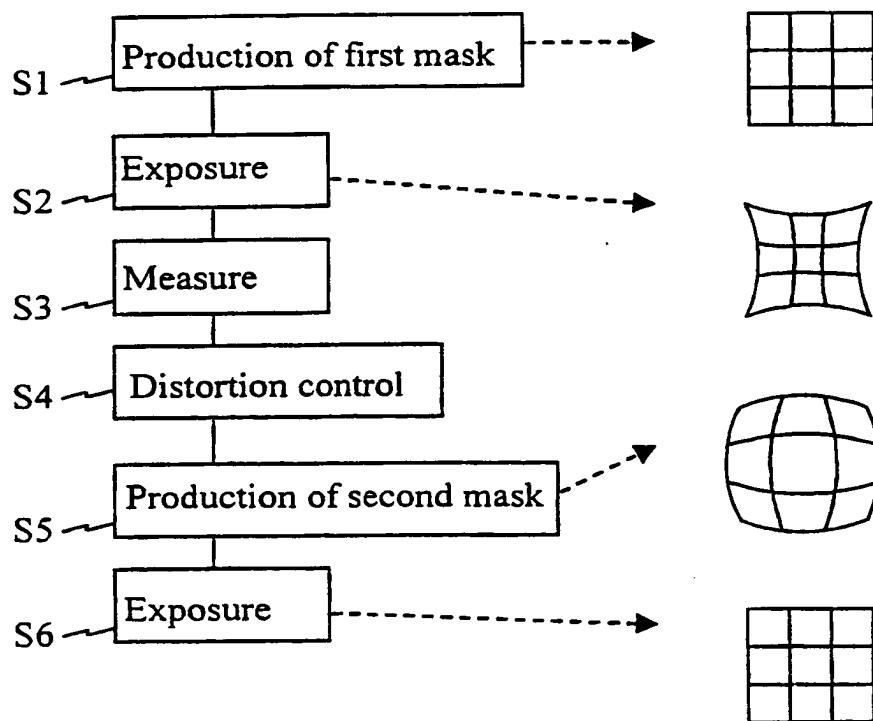 S1 Production of first mask
S2 Exposure
S3 Measure
S4 Distortion control
S5 Production of second mask
S6 Exposure